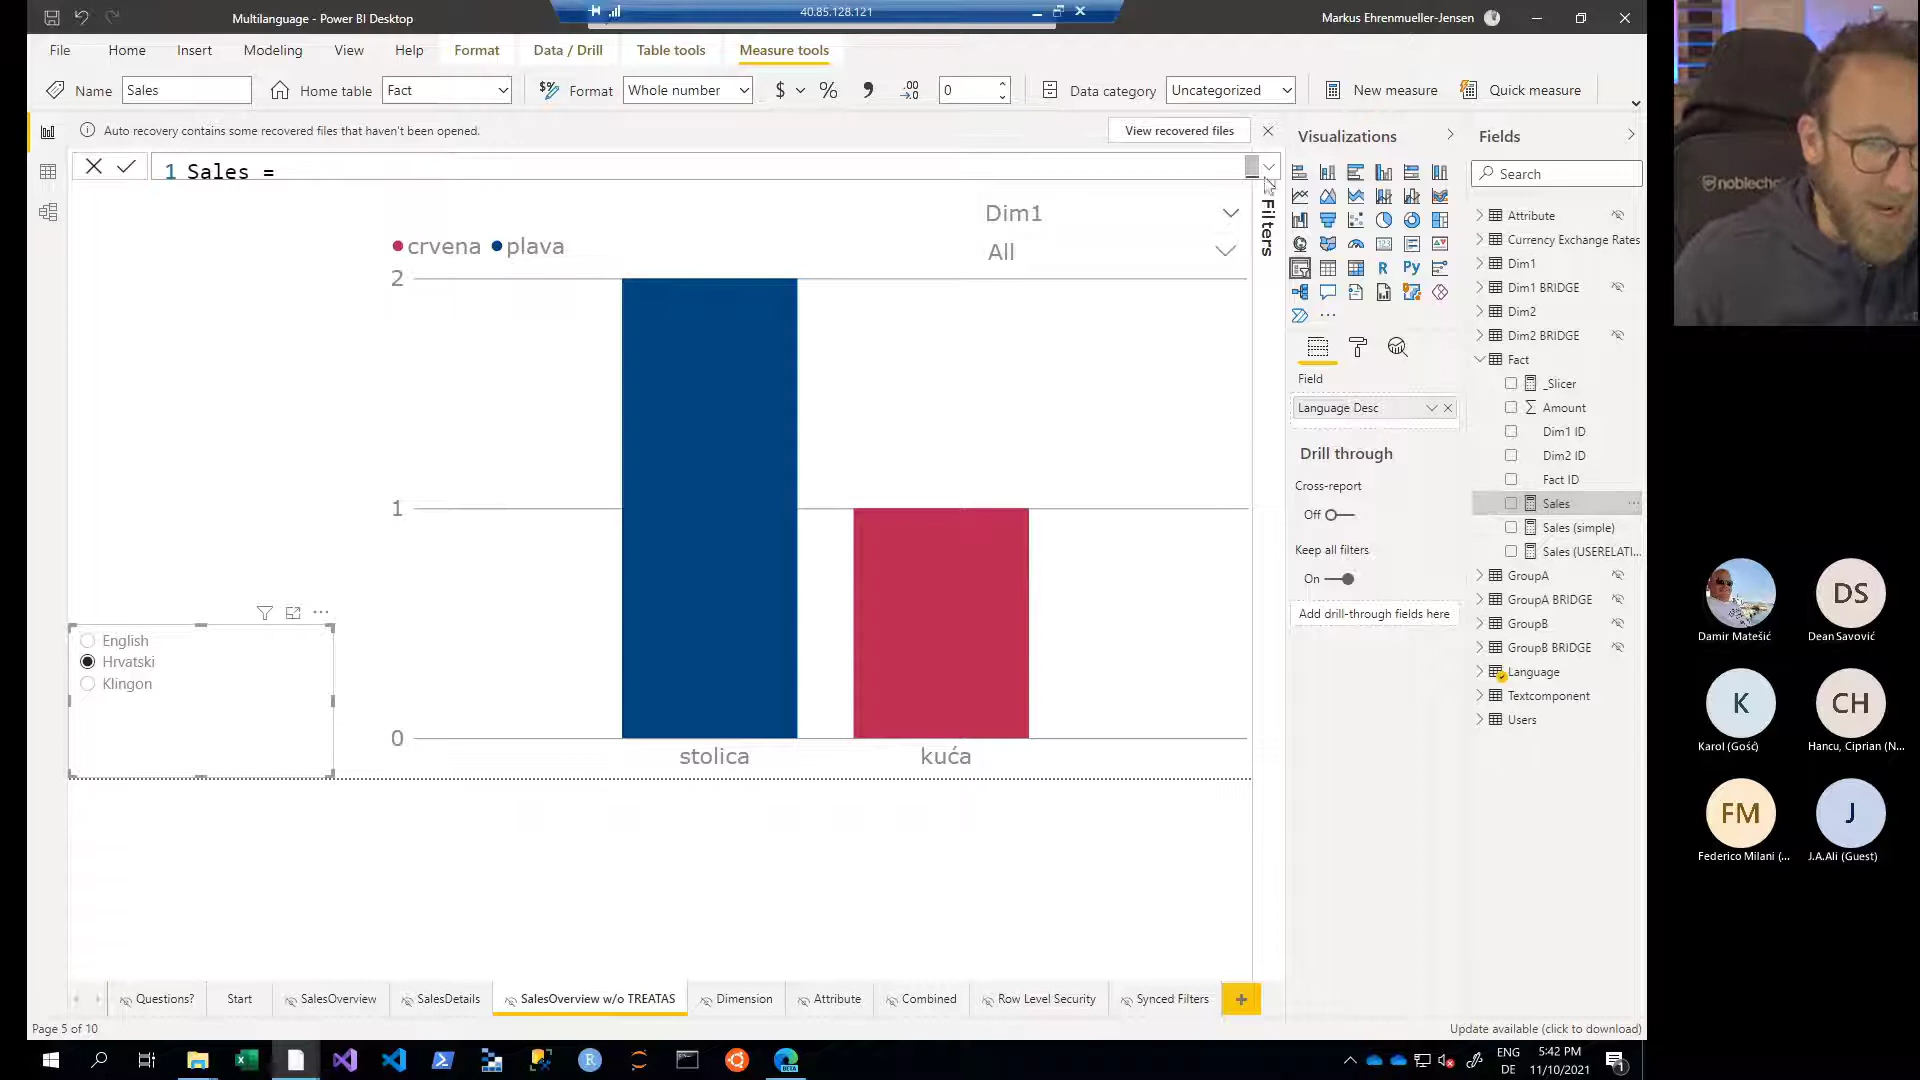 Multilanguage - Power BI Desktop
40.85.128.121
Markus Ehrenmueller-Jensen
File
Home
Insert
Modeling
View
Help
Format
Data / Drill
Table tools
Measure tools
Name
Sales
Home table
Fact
Format
Whole number
$
%
0
Data category
Uncategorized
New measure
Quick measure
Auto recovery contains some recovered files that haven't been opened.
View recovered files
1 Sales =
Dim1
All
crvena
plava
2
1
0
stolica
kuća
English
Hrvatski
Klingon
Filters
Visualizations
R
Py
Field
Language Desc
Drill through
Cross-report
Off
Keep all filters
On
Add drill-through fields here
Fields
Search
Attribute
Currency Exchange Rates
Dim1
Dim1 BRIDGE
Dim2
Dim2 BRIDGE
Fact
_Slicer
Amount
Dim1 ID
Dim2 ID
Fact ID
Sales
Sales (simple)
Sales (USERELATI...
GroupA
GroupA BRIDGE
GroupB
GroupB BRIDGE
Language
Textcomponent
Users
Questions?
Start
SalesOverview
SalesDetails
SalesOverview w/o TREATAS
Dimension
Attribute
Combined
Row Level Security
Synced Filters
+
Page 5 of 10
Update available (click to download)
ENG
DE
5:42 PM
11/10/2021
1
noblecha
Damir Matešić
DS
Dean Savović
K
Karol (Gość)
CH
Hancu, Ciprian (N...
FM
Federico Milani (...
J
J.A.Ali (Guest)